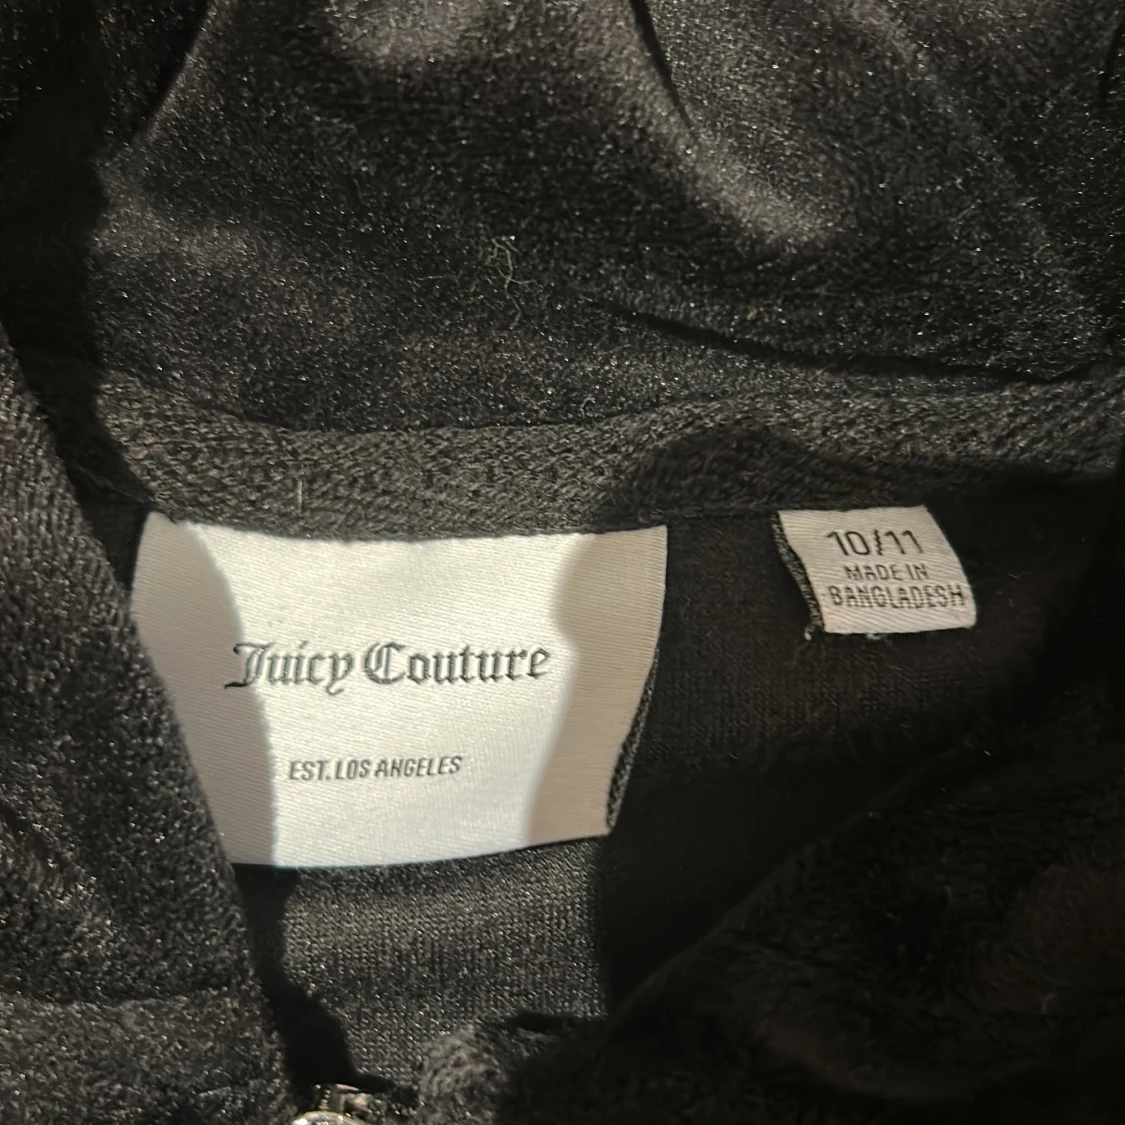 Juicy Couture
EST. LOS ANGELES
10/11
MADE IN
BANGLADESH